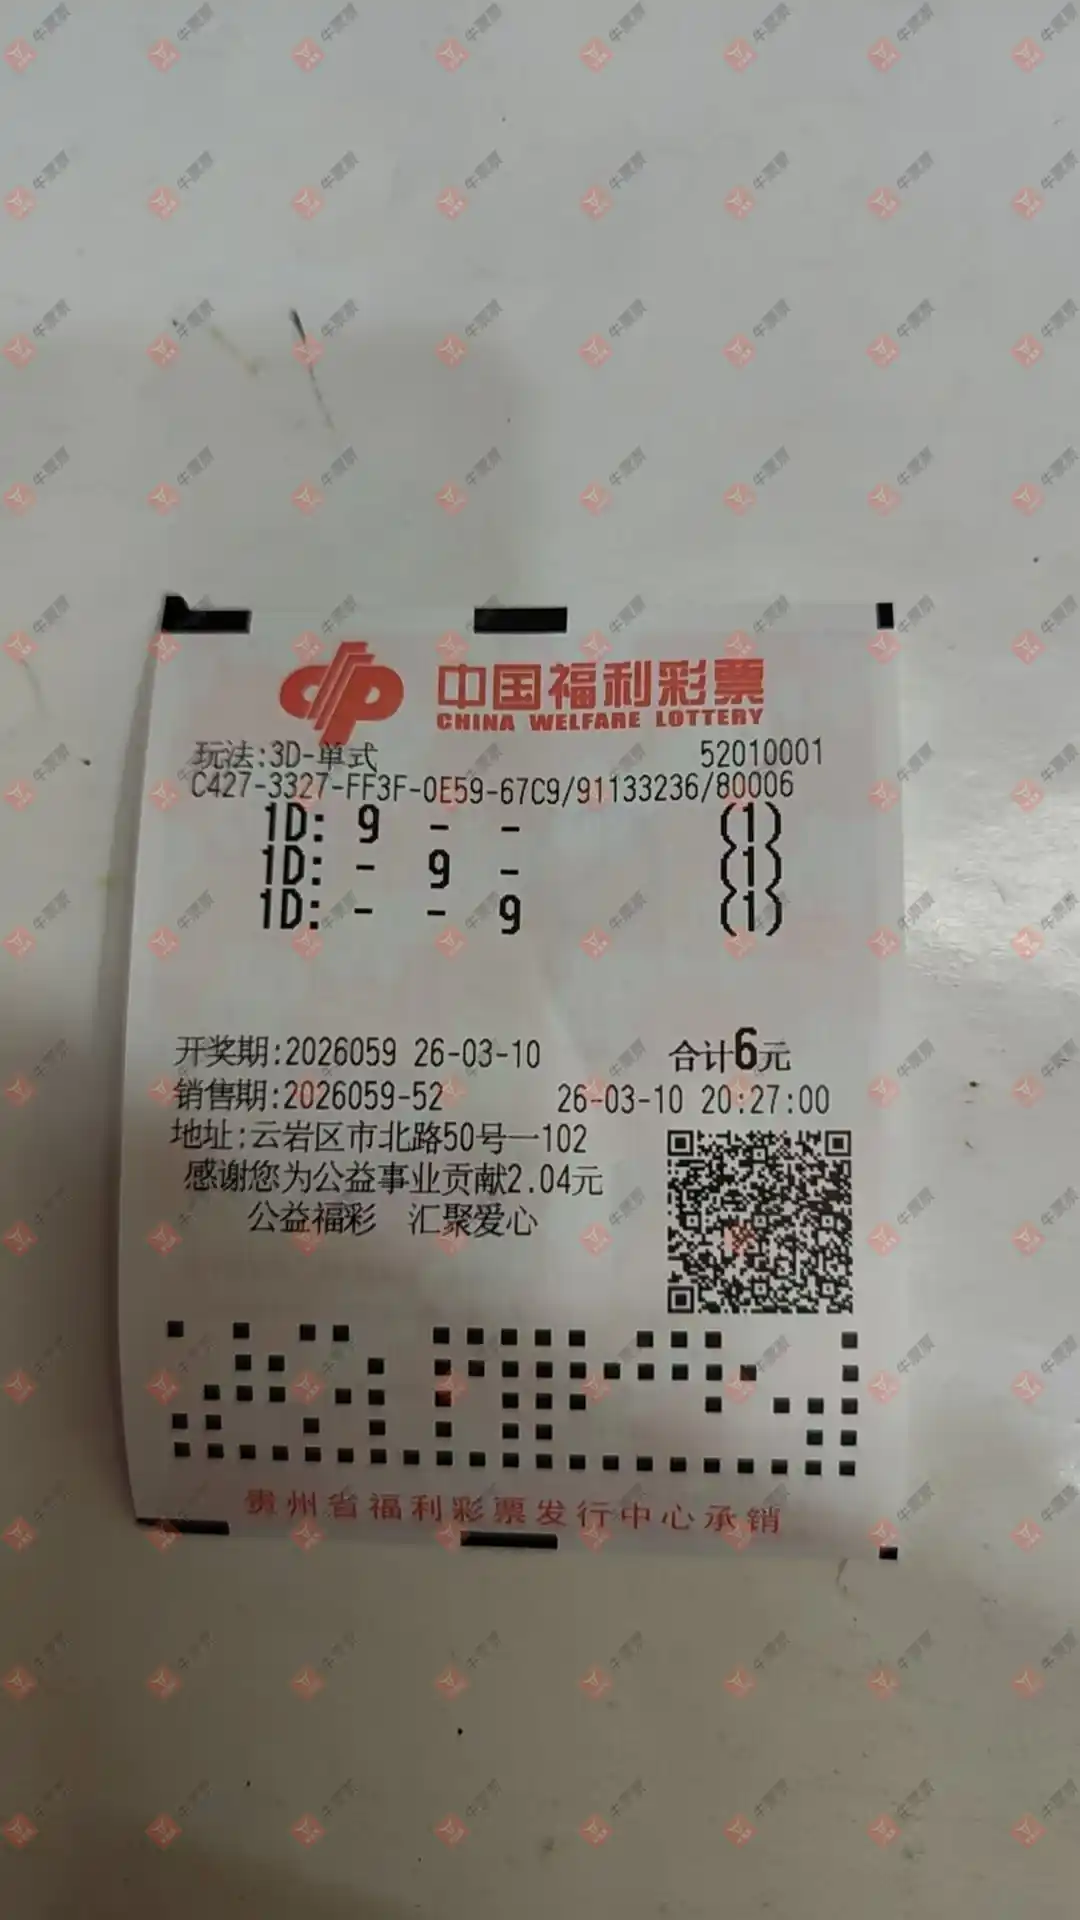 中国福利彩票
CHINA WELFARE LOTTERY
玩法:3D-单式 52010001
C427-3327-FF3F-0E59-67C9/91133236/80006
1D: 9 - - (1)
1D: - 9 - (1)
1D: - - 9 (1)
开奖期:2026059 26-03-10 合计6元
销售期:2026059-52 26-03-10 20:27:00
地址:云岩区市北路50号一102
感谢您为公益事业贡献2.04元
公益福彩 汇聚爱心
贵州省福利彩票发行中心承销